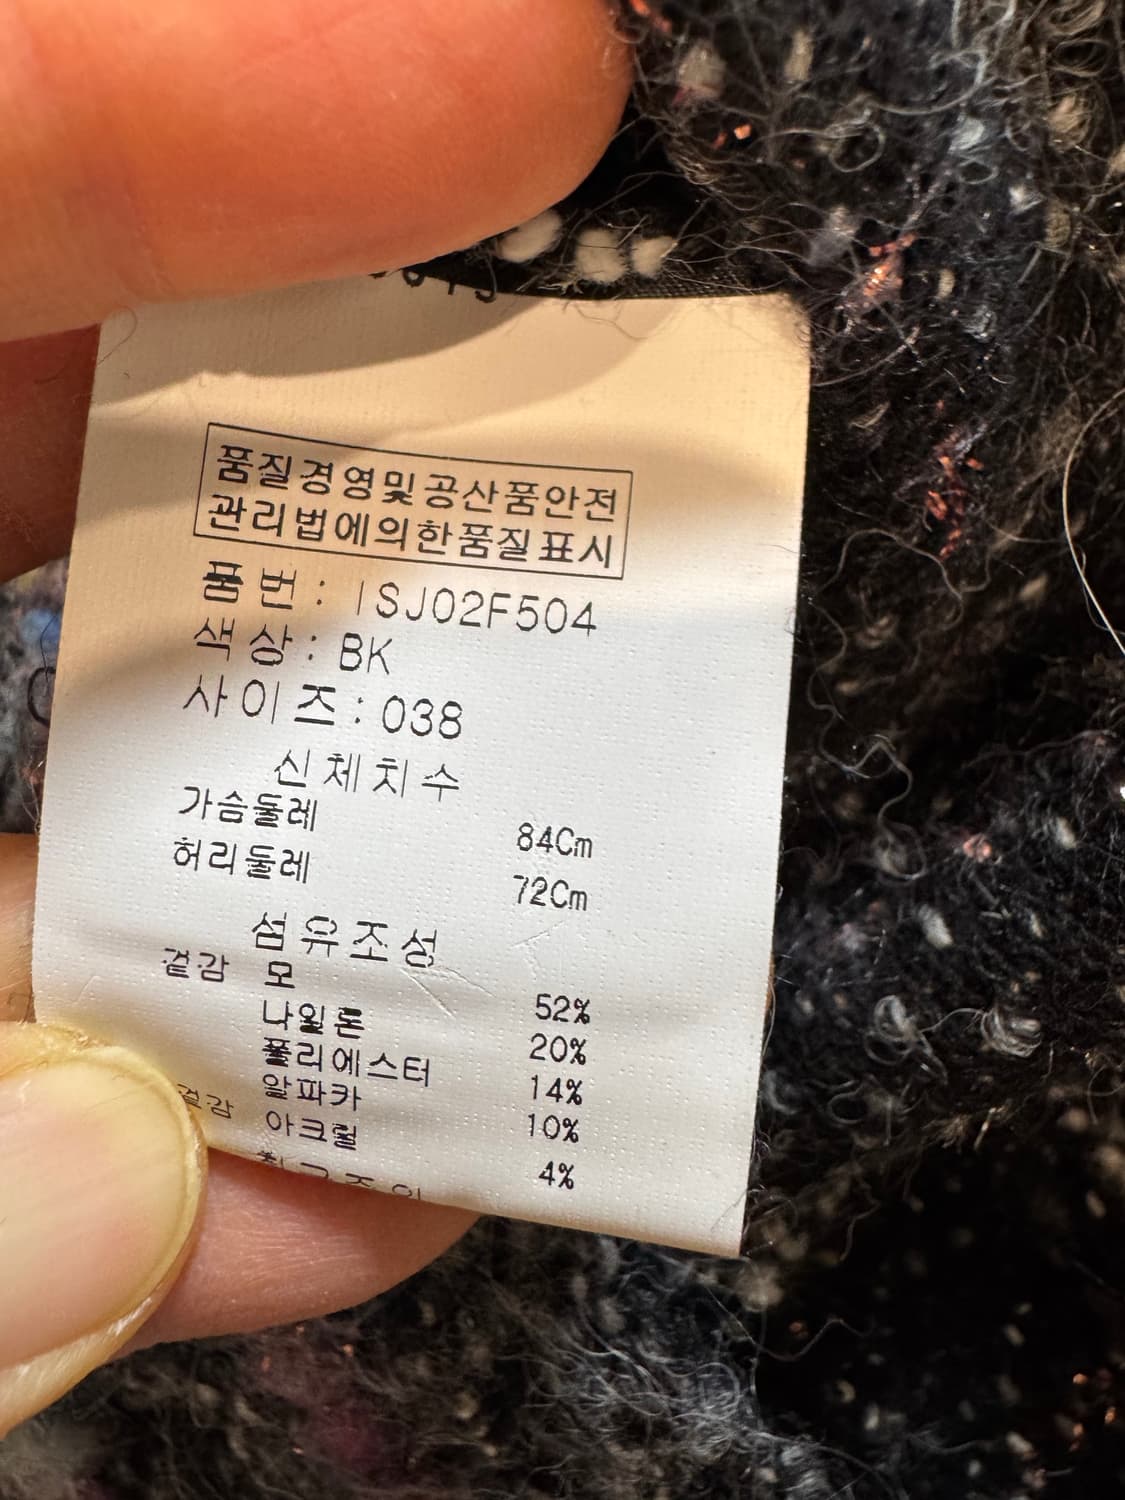 품질경영및공산품안전
관리법에의한품질표시
품번: ISJ02F504
색상: BK
사이즈: 038
신체치수
가슴둘레 84Cm
허리둘레 72Cm
섬유조성
겉감 모 52%
나일론 20%
폴리에스터 14%
겉감 알파카 10%
아크릴 4%